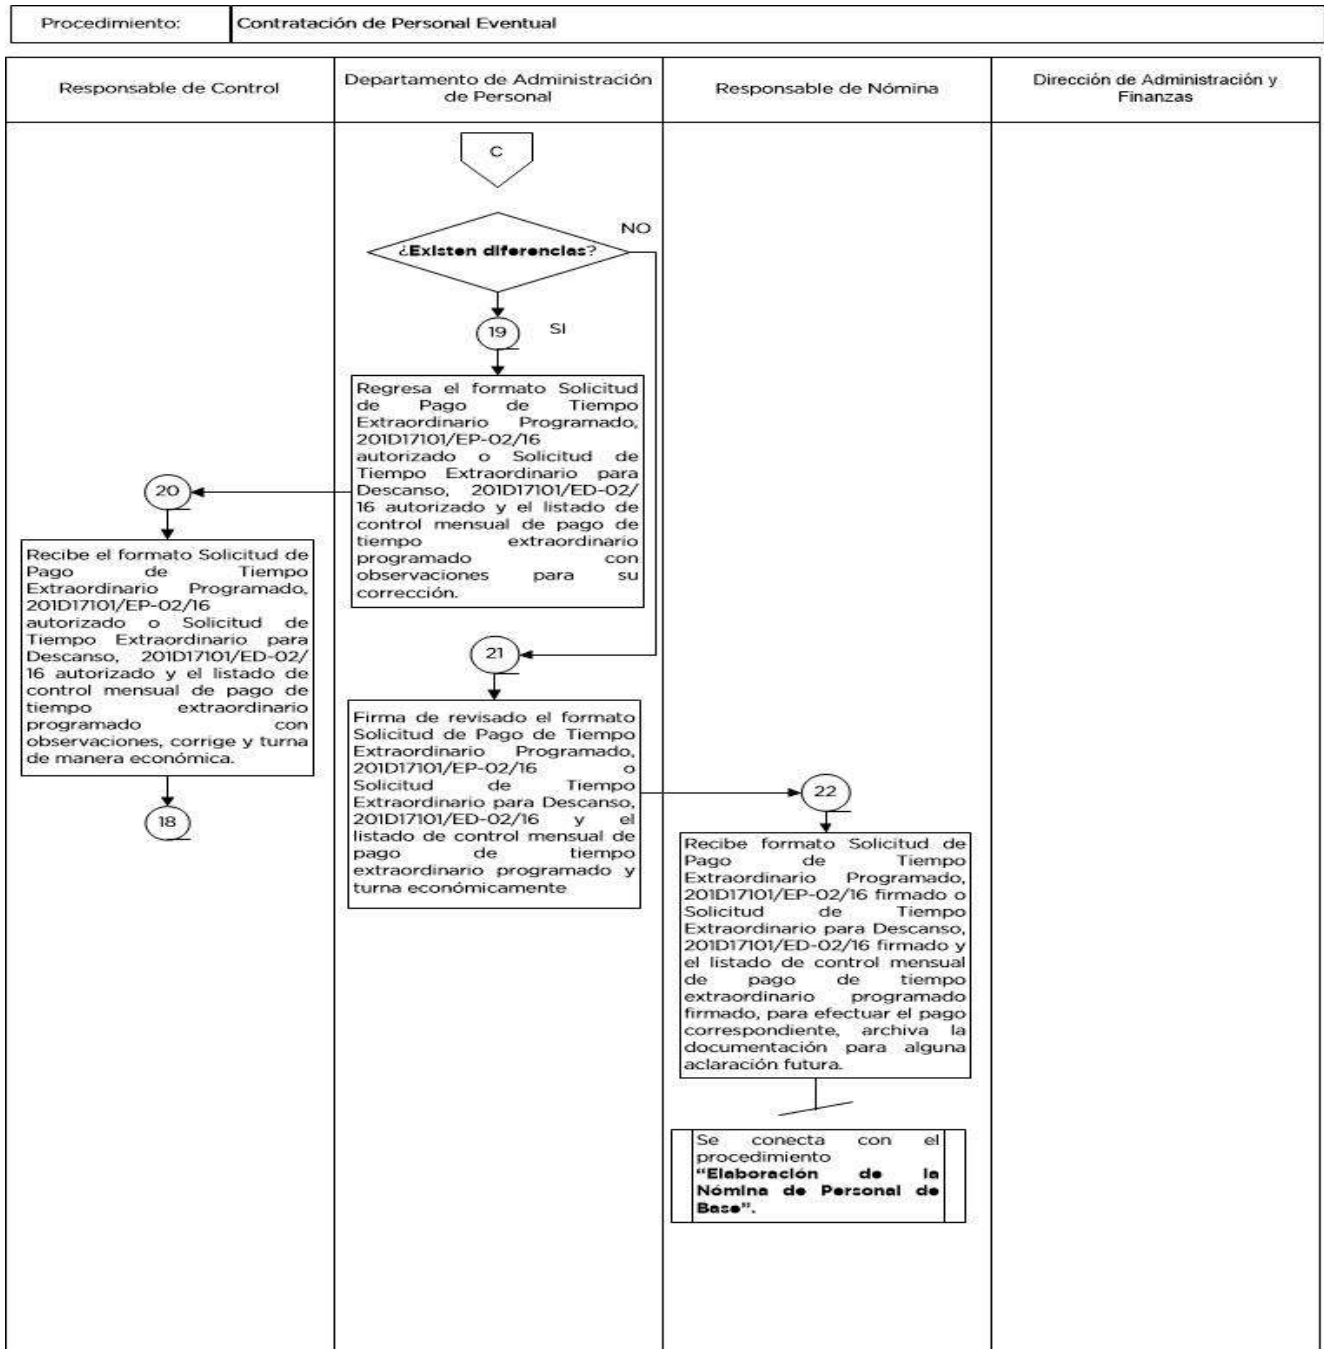 Procedimiento:
Contratación de Personal Eventual
Responsable de Control
Departamento de Administración
de Personal
Responsable de Nómina
Dirección de Administración y
Finanzas
C
NO
¿Existen diferencias?
19
SI
Regresa el formato Solicitud
de Pago de Tiempo
Extraordinario Programado,
201D17101/EP-02/16
autorizado o Solicitud de
Tiempo Extraordinario para
Descanso, 201D17101/ED-02/
16 autorizado y el listado de
control mensual de pago de
tiempo extraordinario
programado con
observaciones para su
corrección.
20
Recibe el formato Solicitud de
Pago de Tiempo
Extraordinario Programado,
201D17101/EP-02/16
autorizado o Solicitud de
Tiempo Extraordinario para
Descanso, 201D17101/ED-02/
16 autorizado y el listado de
control mensual de pago de
tiempo extraordinario
programado con
observaciones, corrige y turna
de manera económica.
18
21
Firma de revisado el formato
Solicitud de Pago de Tiempo
Extraordinario Programado,
201D17101/EP-02/16 o
Solicitud de Tiempo
Extraordinario para Descanso,
201D17101/ED-02/16 y el
listado de control mensual de
pago de tiempo
extraordinario programado y
turna económicamente
22
Recibe formato Solicitud de
Pago de Tiempo
Extraordinario Programado,
201D17101/EP-02/16 firmado o
Solicitud de Tiempo
Extraordinario para Descanso,
201D17101/ED-02/16 firmado y
el listado de control mensual
de pago de tiempo
extraordinario programado
firmado, para efectuar el pago
correspondiente, archiva la
documentación para alguna
aclaración futura.
Se conecta con el
procedimiento
“Elaboración de la
Nómina de Personal de
Base”.